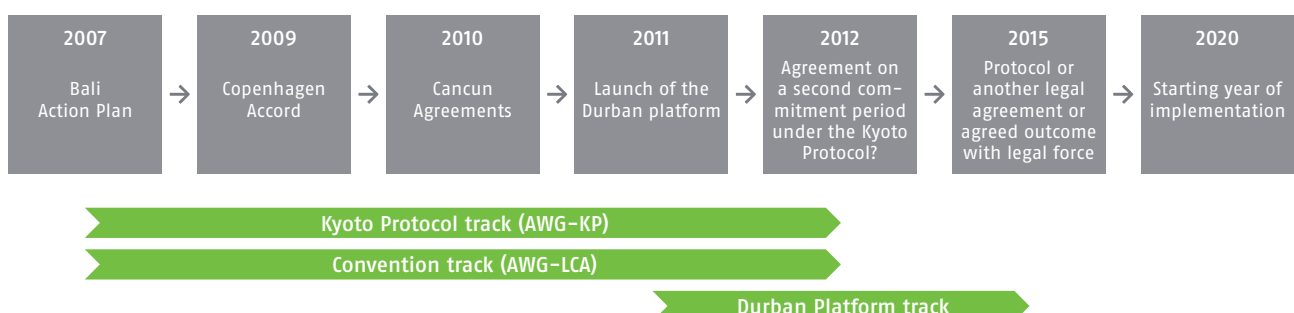 2007
Bali
Action Plan
2009
Copenhagen
Accord
2010
Cancun
Agreements
2011
Launch of the
Durban platform
2012
Agreement on
a second com-
mitment period
under the Kyoto
Protocol?
2015
Protocol or
another legal
agreement or
agreed outcome
with legal force
2020
Starting year of
implementation
Kyoto Protocol track (AWG-KP)
Convention track (AWG-LCA)
Durban Platform track